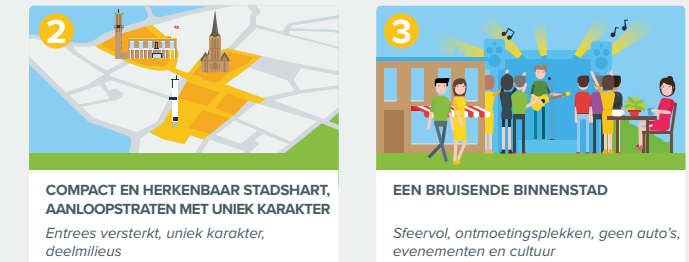 2
COMPACT EN HERKENBAAR STADSHART,
AANLOOPSTRATEN MET UNIEK KARAKTER
Entrees versterkt, uniek karakter,
deelmilieus
3
EEN BRUISENDE BINNENSTAD
Sfeervol, ontmoetingsplekken, geen auto's,
evenementen en cultuur